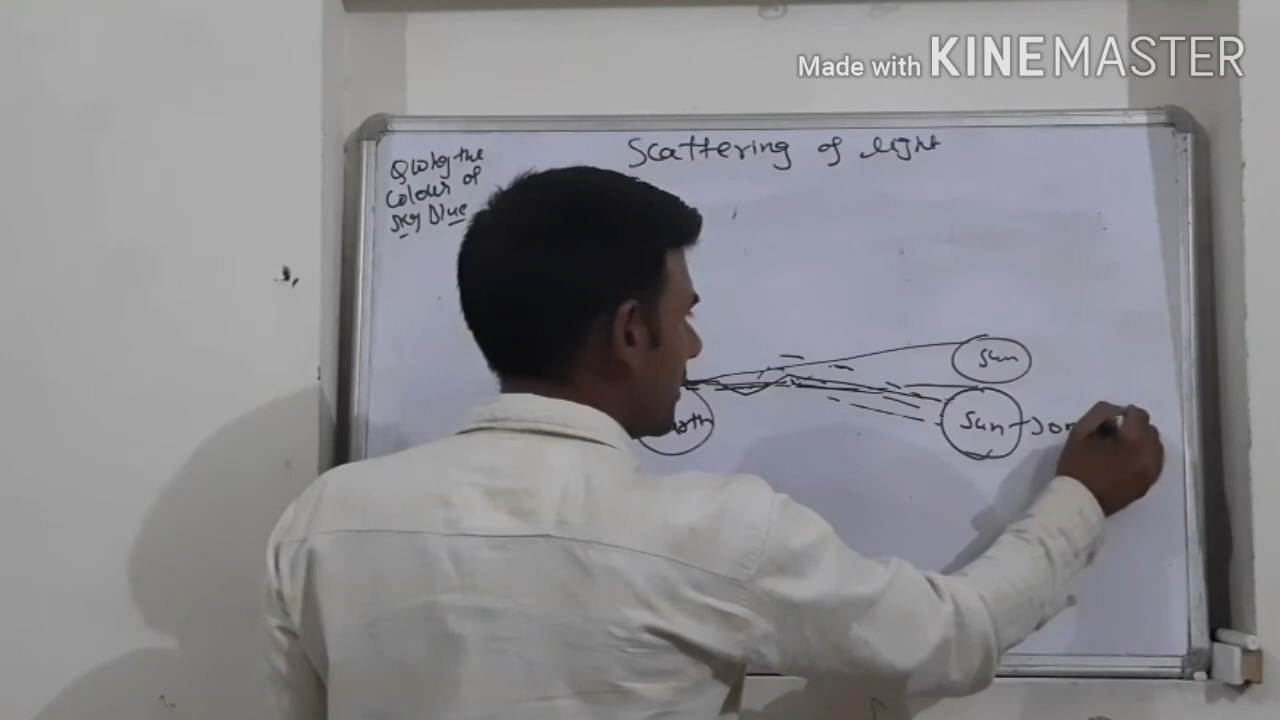 Made with KINEMASTER
Scattering of light
Q Why the
colour of
sky Blue
Sun
Sun